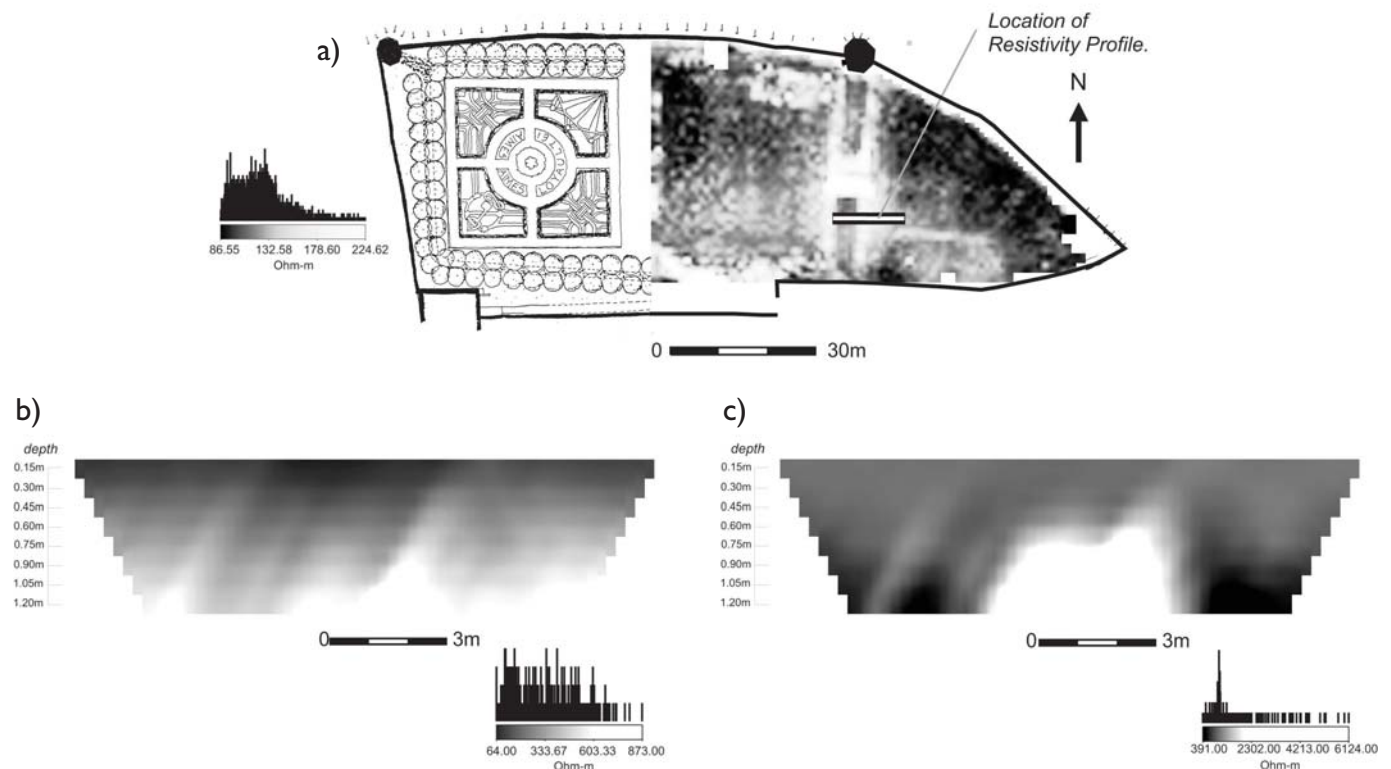 a)
Location of
Resistivity Profile.
N
86.55 132.58 178.60 224.62
Ohm-m
0 30m
b)
depth
0.15m
0.30m
0.45m
0.60m
0.75m
0.90m
1.05m
1.20m
0 3m
64.00 333.67 603.33 873.00
Ohm-m
c)
depth
0.15m
0.30m
0.45m
0.60m
0.75m
0.90m
1.05m
1.20m
0 3m
391.00 2302.00 4213.00 6124.00
Ohm-m